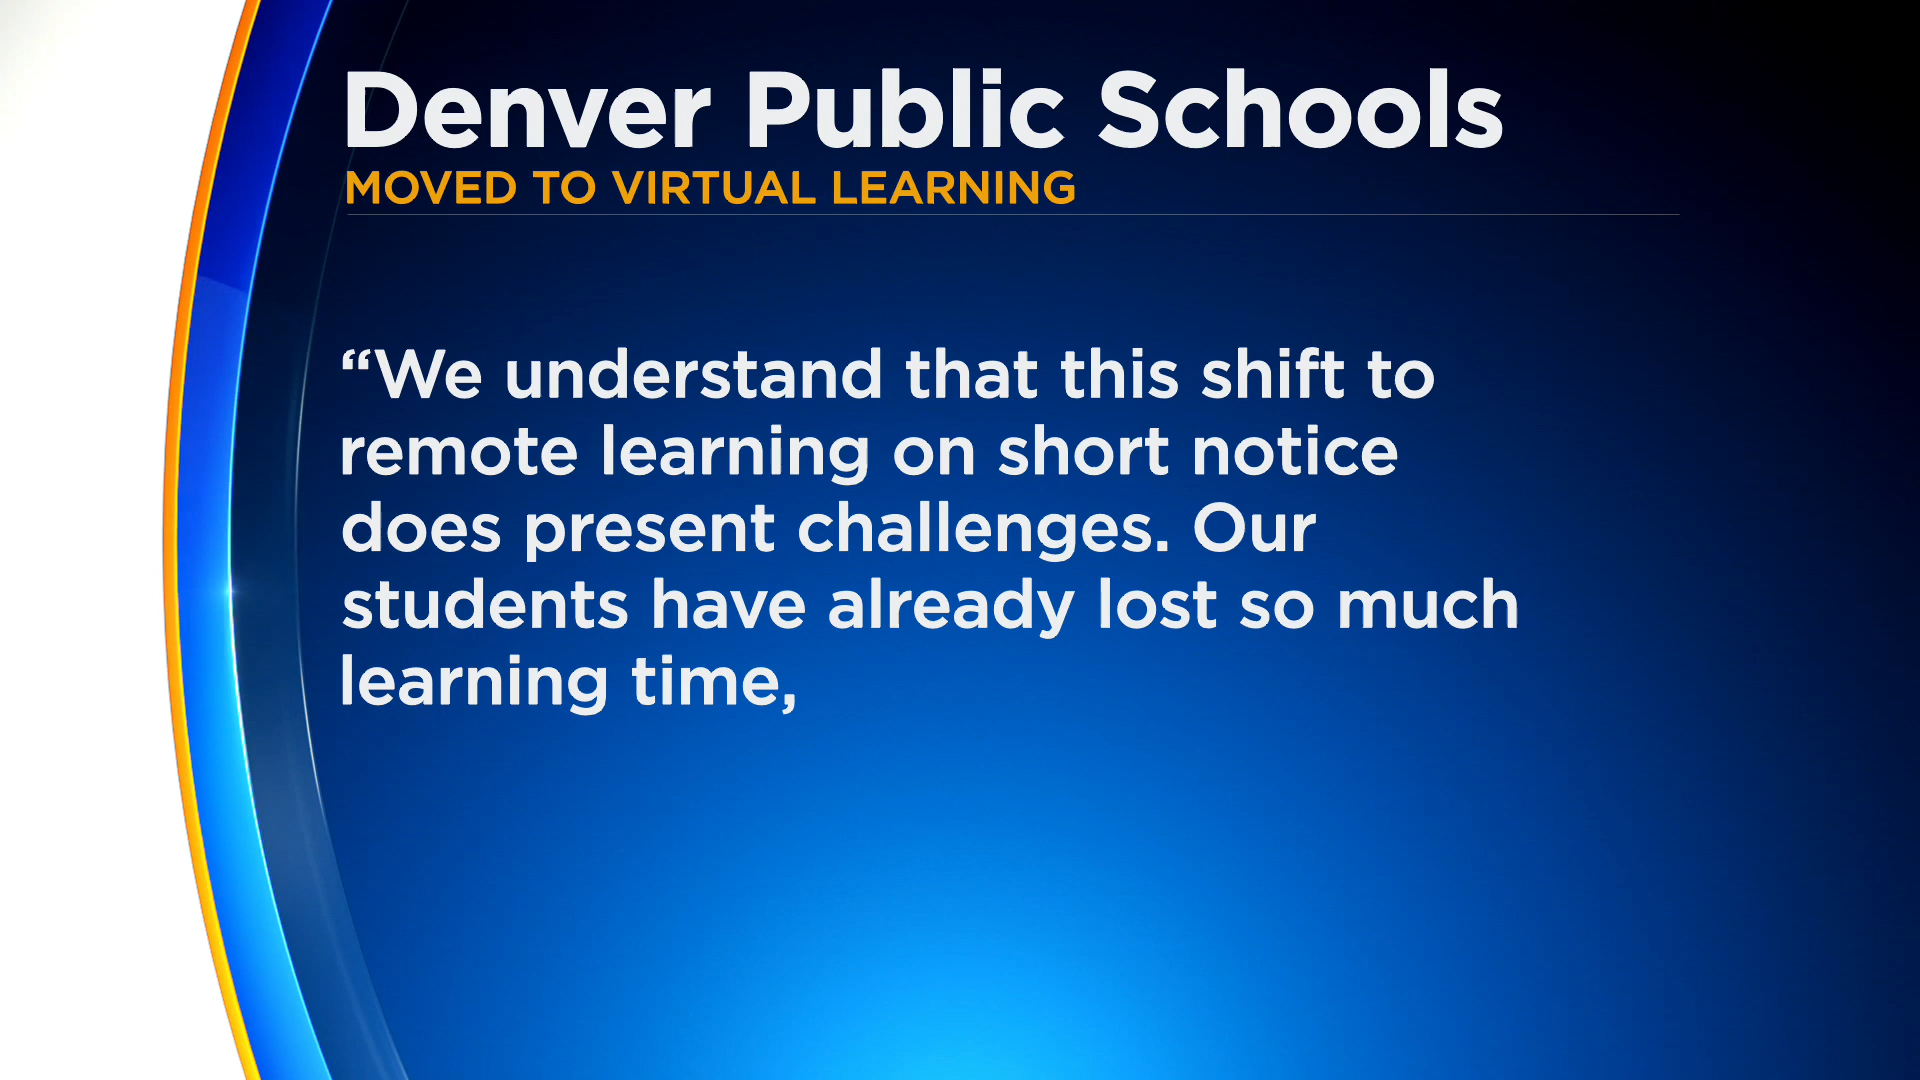 Denver Public Schools
MOVED TO VIRTUAL LEARNING
“We understand that this shift to
remote learning on short notice
does present challenges. Our
students have already lost so much
learning time,